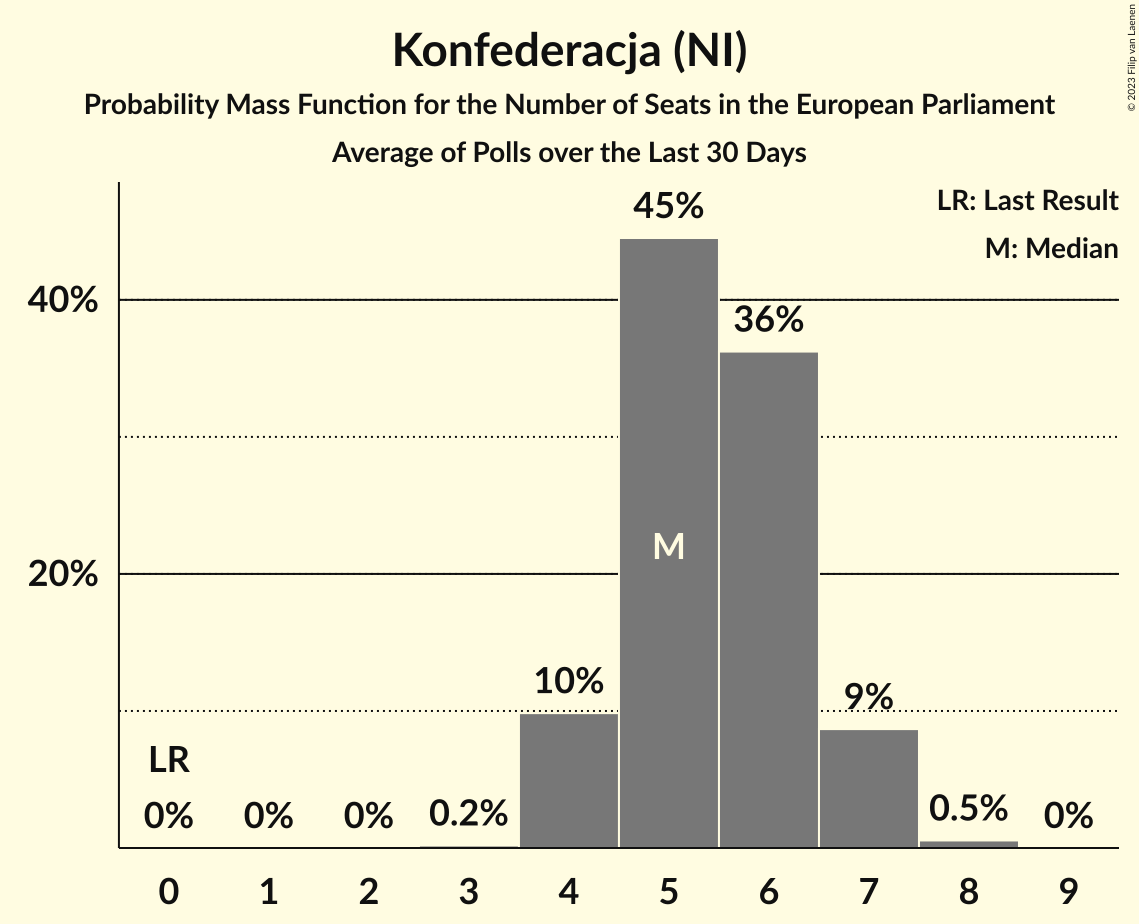 Konfederacja (NI)
Probability Mass Function for the Number of Seats in the European Parliament
Average of Polls over the Last 30 Days
© 2023 Filip van Laenen
LR: Last Result
M: Median
45%
40%
36%
M
20%
10%
9%
LR
0%
0%
0%
0.2%
0.5%
0%
0 1 2 3 4 5 6 7 8 9